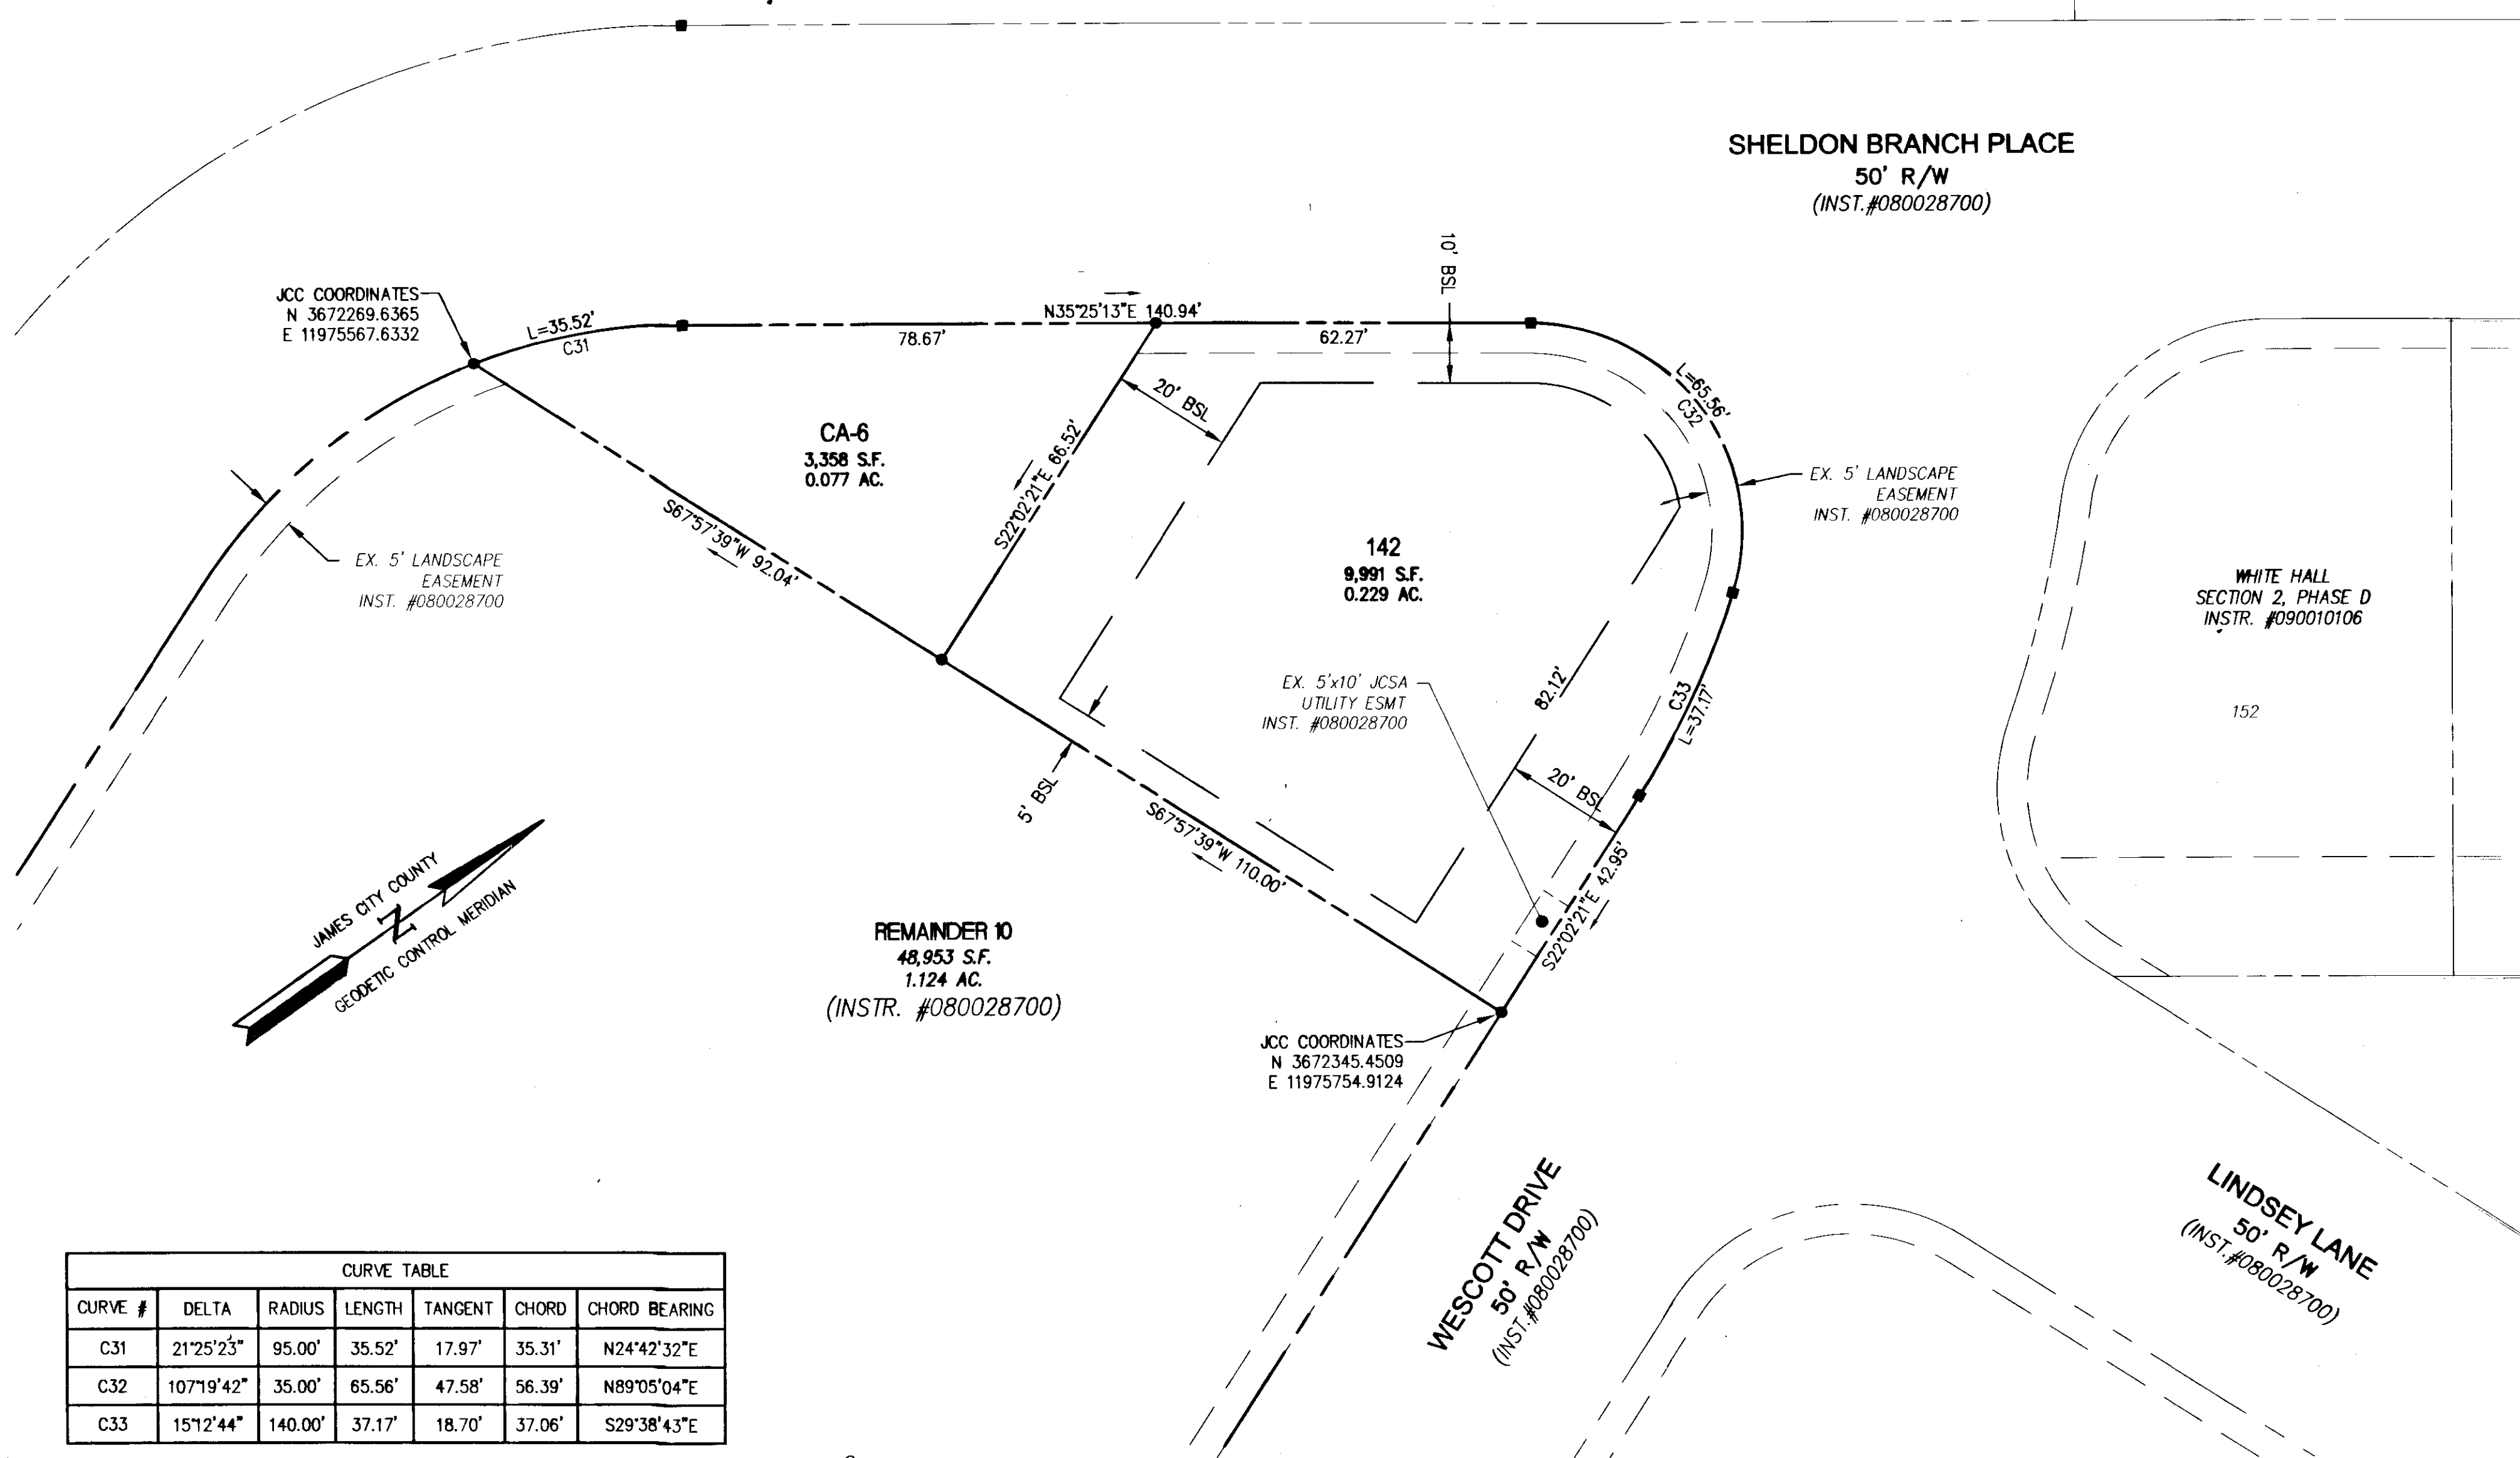 SHELDON BRANCH PLACE
50' R/W
(INST.#080028700)
JCC COORDINATES
N 3672269.6365
E 11975567.6332
L=35.52'
C31
N35°25'13"E 140.94'
78.67'
62.27'
10' BSL
L=65.56'
C32
20' BSL
CA-6
3,358 S.F.
0.077 AC.
S22°02'21"E 66.52'
S67°57'39"W 92.04'
EX. 5' LANDSCAPE
EASEMENT
INST. #080028700
EX. 5' LANDSCAPE
EASEMENT
INST. #080028700
142
9,991 S.F.
0.229 AC.
WHITE HALL
SECTION 2, PHASE D
INSTR. #090010106
152
EX. 5'x10' JCSA
UTILITY ESMT
INST. #080028700
82.12'
C33
L=37.17'
20' BSL
5' BSL
S67°57'39"W 110.00'
S22°02'21"E 42.95'
JAMES CITY COUNTY
N
GEODETIC CONTROL MERIDIAN
REMAINDER 10
48,953 S.F.
1.124 AC.
(INSTR. #080028700)
JCC COORDINATES
N 3672345.4509
E 11975754.9124
WESCOTT DRIVE
50' R/W
(INST.#080028700)
LINDSEY LANE
50' R/W
(INST.#080028700)
CURVE TABLE
CURVE # DELTA RADIUS LENGTH TANGENT CHORD CHORD BEARING
C31 21°25'23" 95.00' 35.52' 17.97' 35.31' N24°42'32"E
C32 107°19'42" 35.00' 65.56' 47.58' 56.39' N89°05'04"E
C33 15°12'44" 140.00' 37.17' 18.70' 37.06' S29°38'43"E